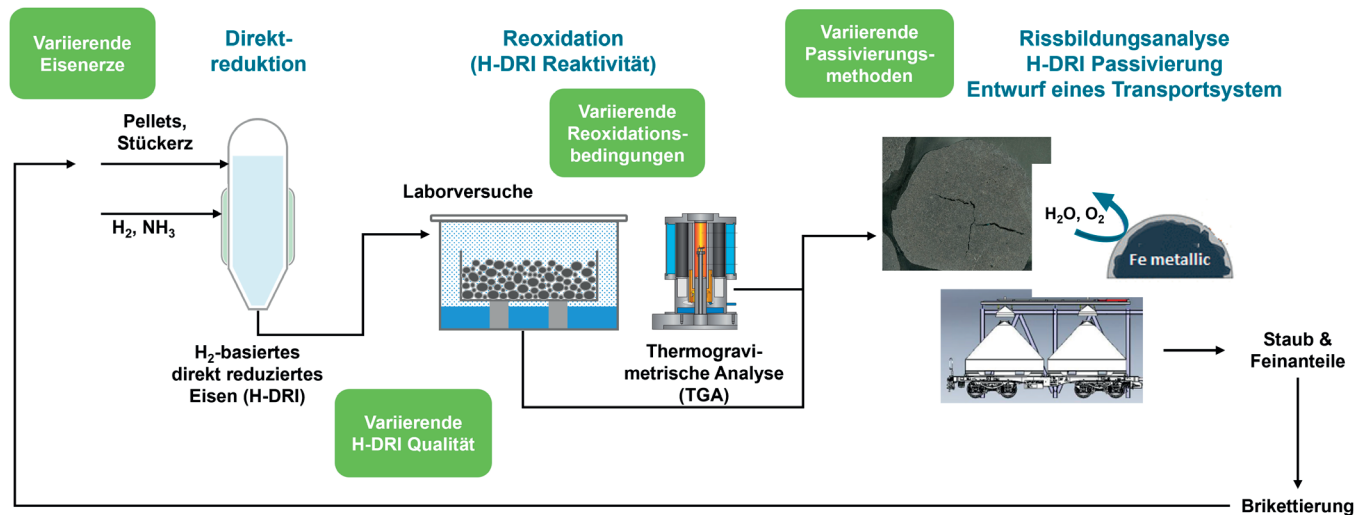 Variierende
Eisenerze
Direkt-
reduktion
Reoxidation
(H-DRI Reaktivität)
Variierende
Passivierungs-
methoden
Rissbildungsanalyse
H-DRI Passivierung
Entwurf eines Transportsystem
Pellets,
Stückerz
H₂, NH₃
Variierende
Reoxidations-
bedingungen
Laborversuche
H₂O, O₂
Fe metallic
H₂-basiertes
direkt reduziertes
Eisen (H-DRI)
Thermogravi-
metrische Analyse
(TGA)
Variierende
H-DRI Qualität
Staub &
Feinanteile
Brikettierung